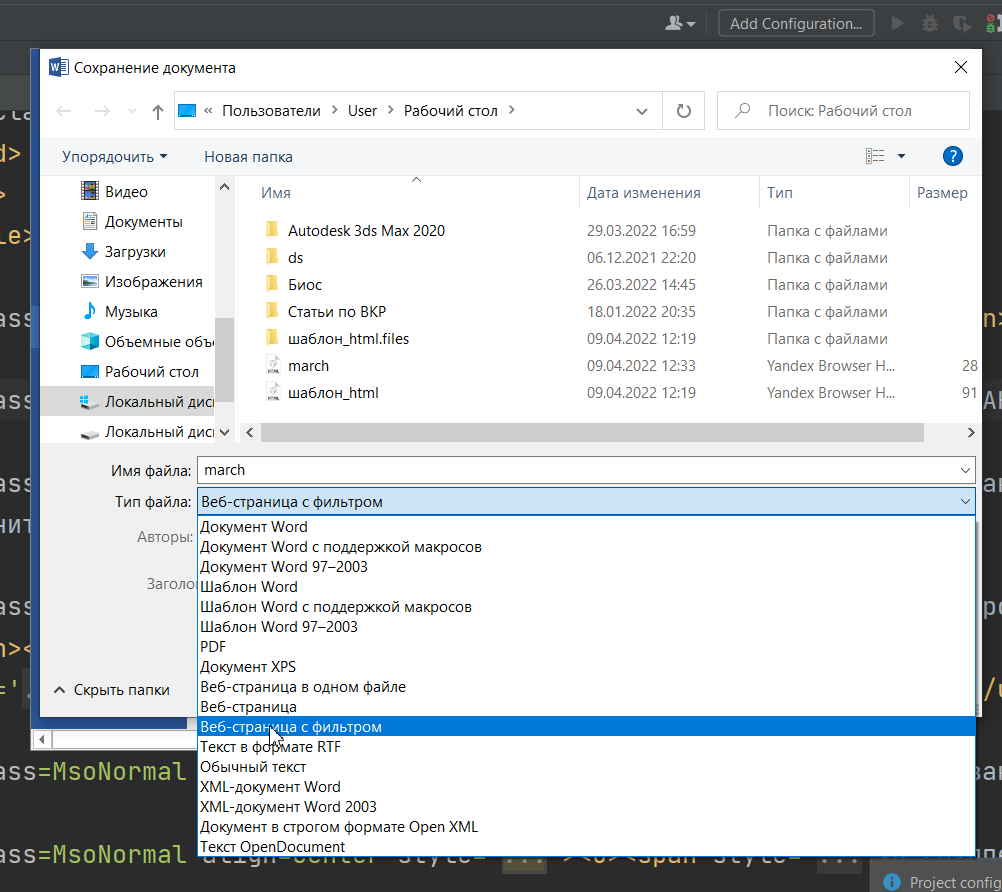 Add Configuration...
Сохранение документа
« Пользователи > User > Рабочий стол >
Поиск: Рабочий стол
Упорядочить
Новая папка
Видео
Документы
Загрузки
Изображения
Музыка
Объемные объ
Рабочий стол
Локальный дис
Локальный дис
Имя Дата изменения Тип Размер
Autodesk 3ds Max 2020 29.03.2022 16:59 Папка с файлами
ds 06.12.2021 22:20 Папка с файлами
Биос 26.03.2022 14:45 Папка с файлами
Статьи по ВКР 18.01.2022 20:35 Папка с файлами
шаблон_html.files 09.04.2022 12:19 Папка с файлами
march 09.04.2022 12:33 Yandex Browser H... 28
шаблон_html 09.04.2022 12:19 Yandex Browser H... 91
Имя файла: march
Тип файла: Веб-страница с фильтром
Авторы:
Заголо
Документ Word
Документ Word с поддержкой макросов
Документ Word 97–2003
Шаблон Word
Шаблон Word с поддержкой макросов
Шаблон Word 97–2003
PDF
Документ XPS
Веб-страница в одном файле
Веб-страница
Веб-страница с фильтром
Текст в формате RTF
Обычный текст
XML-документ Word
XML-документ Word 2003
Документ в строгом формате Open XML
Текст OpenDocument
Скрыть папки
ass=MsoNormal
ass=MsoNormal align=center style=
Project config